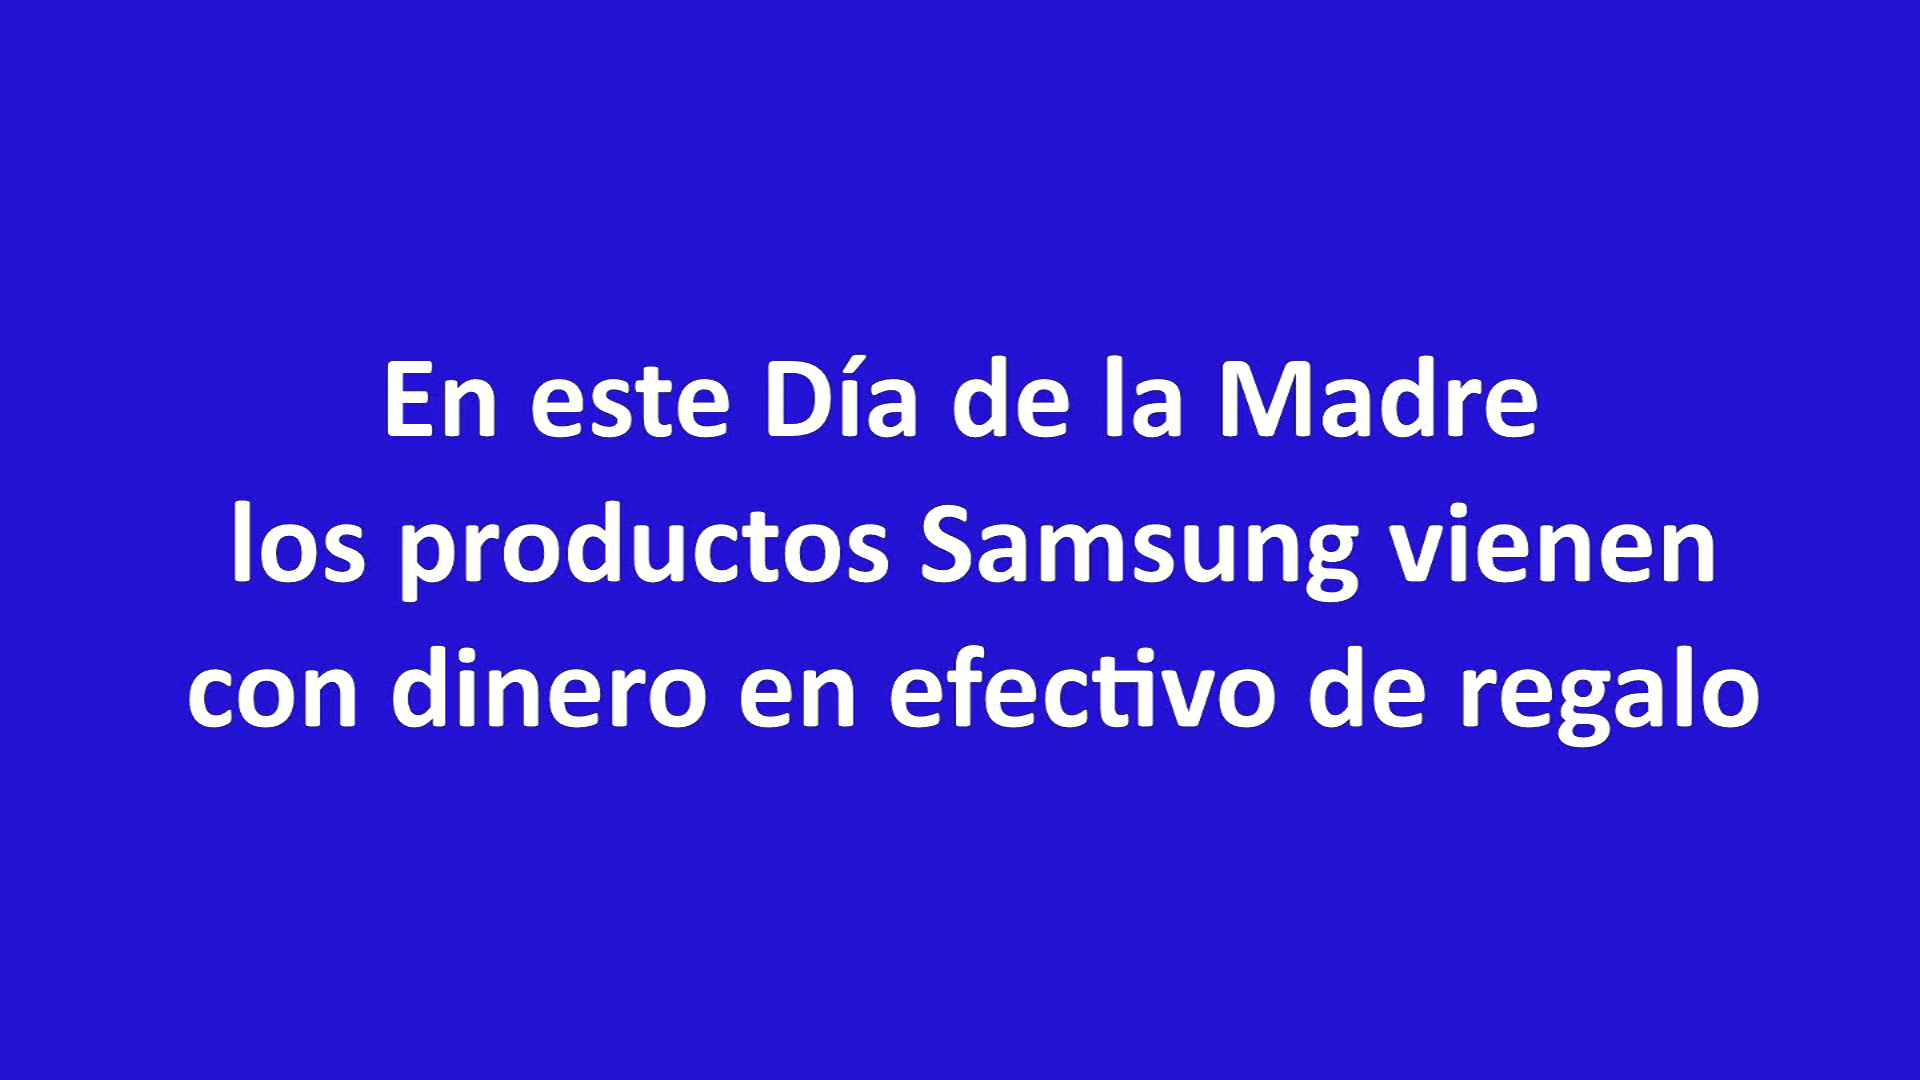 En este Día de la Madre
los productos Samsung vienen
con dinero en efectivo de regalo